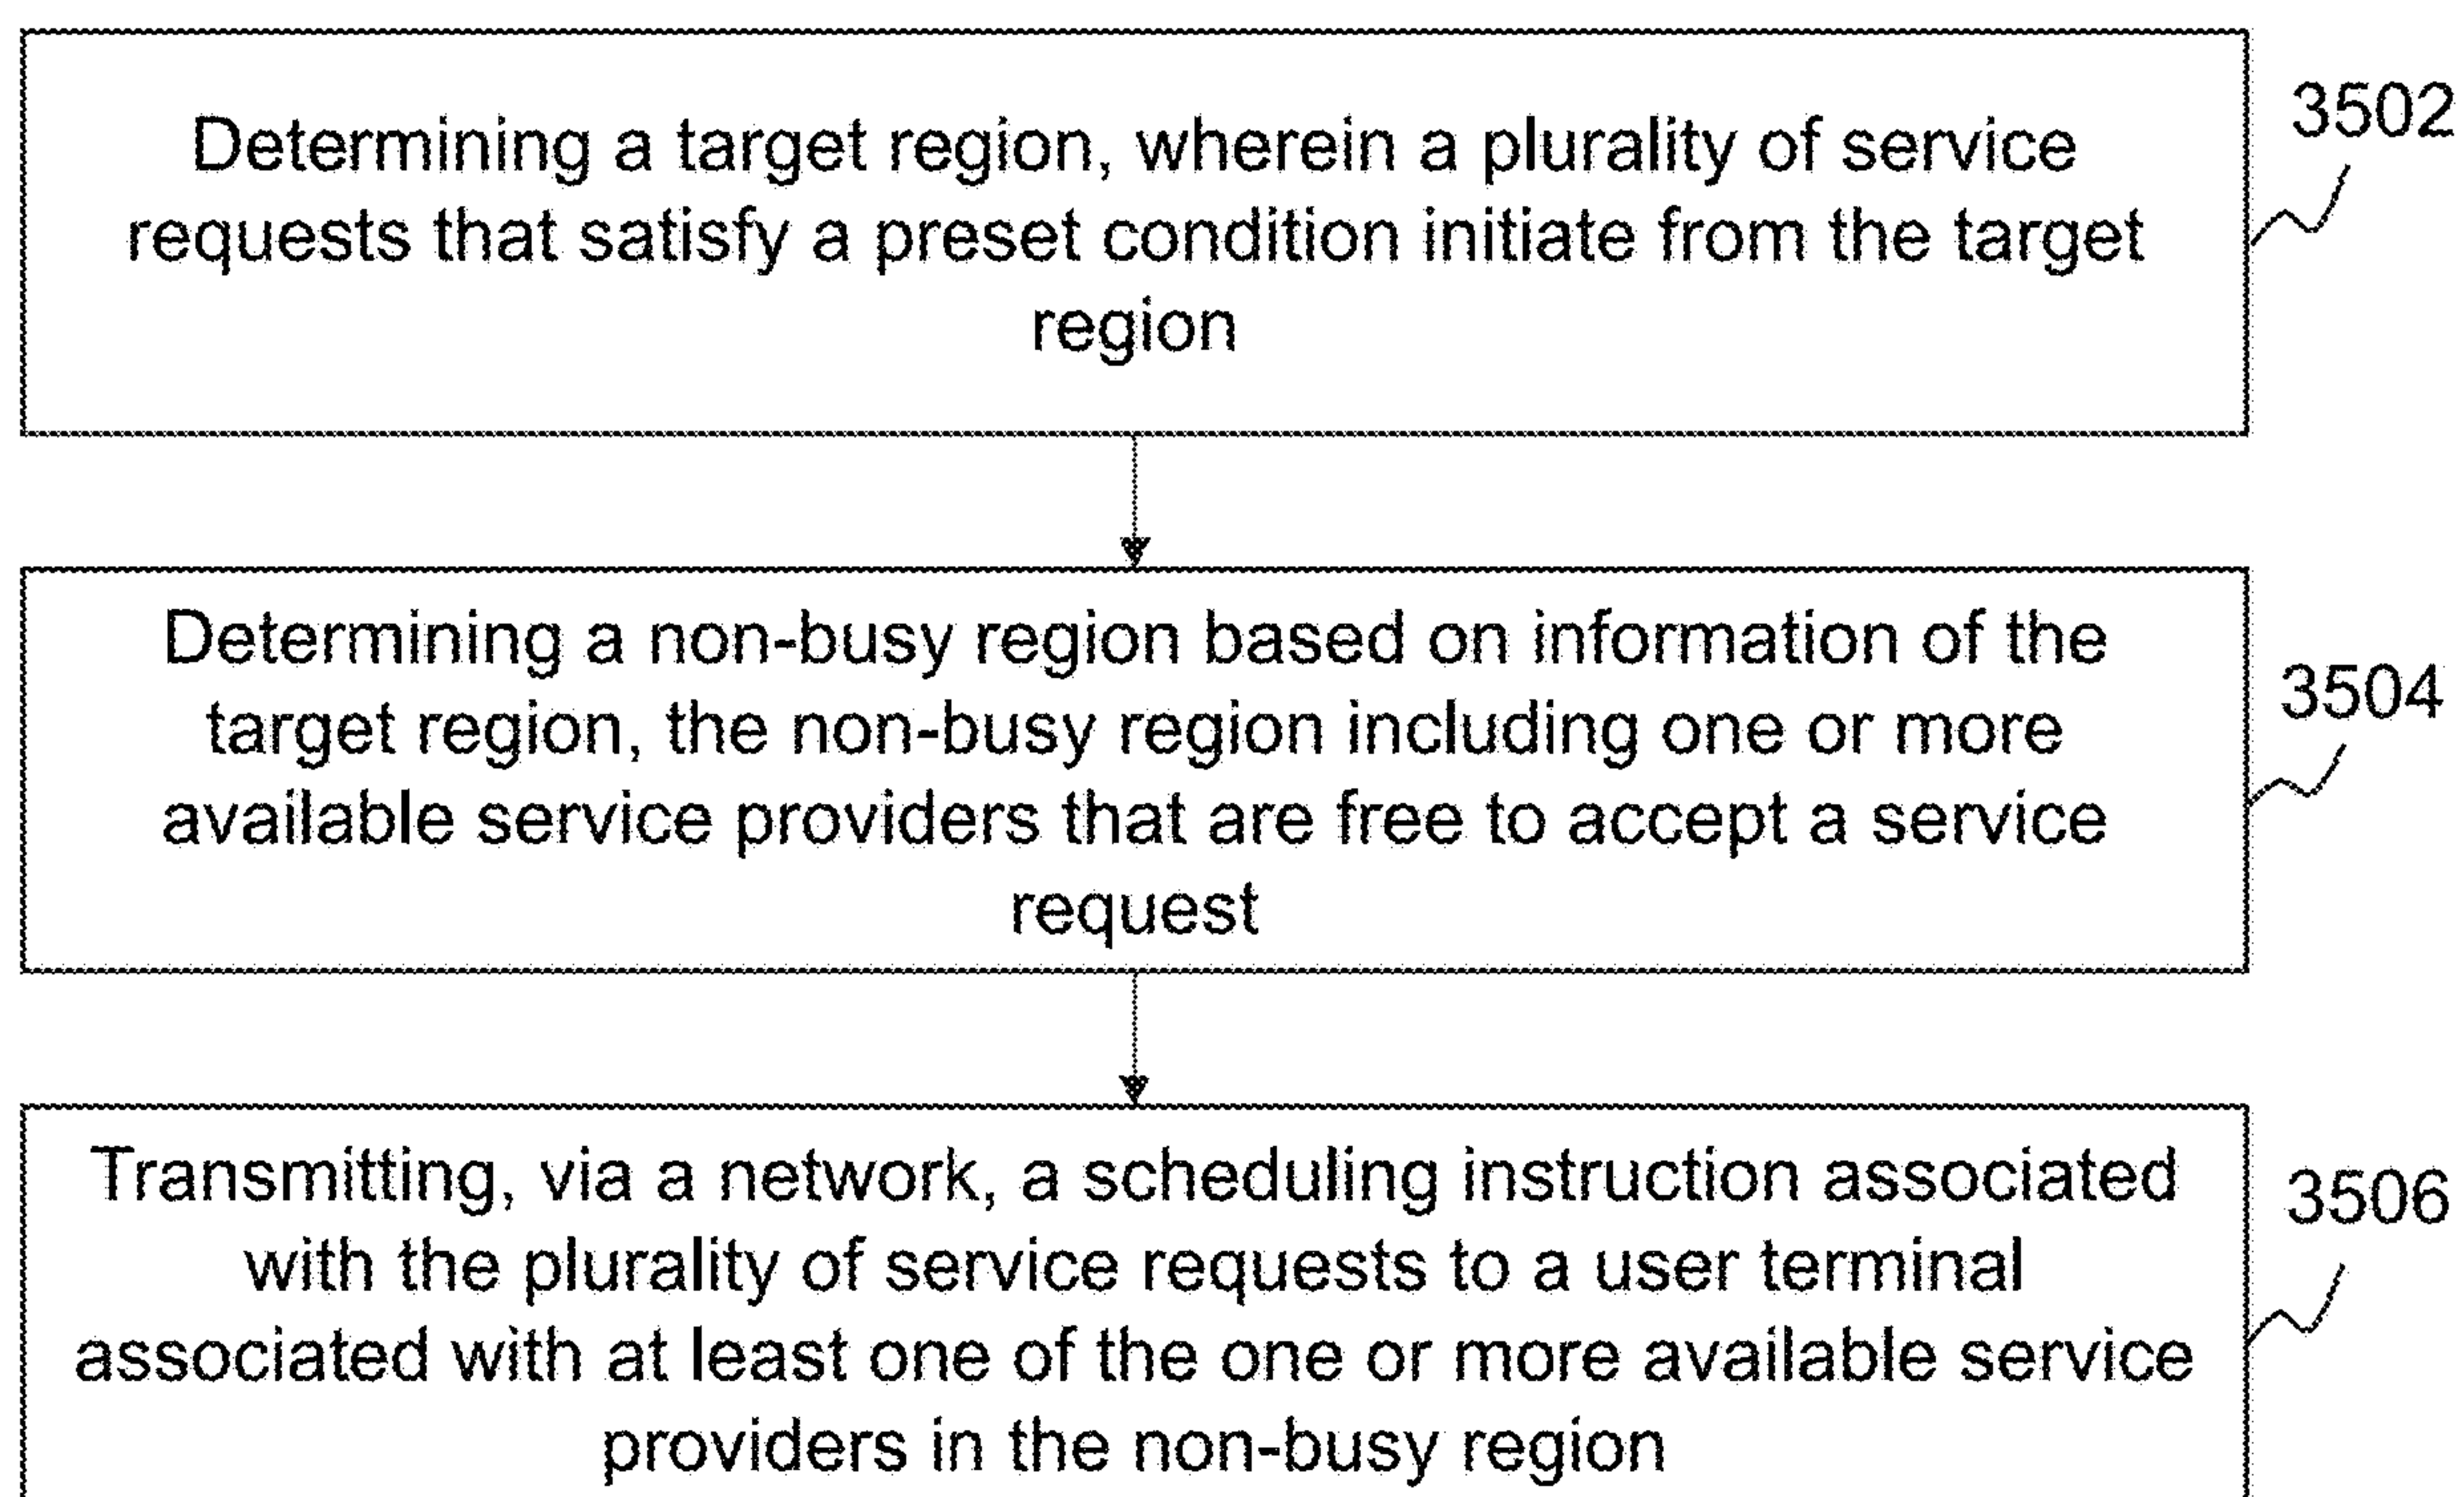 Determining a target region, wherein a plurality of service
requests that satisfy a preset condition initiate from the target
region
3502
Determining a non-busy region based on information of the
target region, the non-busy region including one or more
available service providers that are free to accept a service
request
3504
Transmitting, via a network, a scheduling instruction associated
with the plurality of service requests to a user terminal
associated with at least one of the one or more available service
providers in the non-busy region
3506